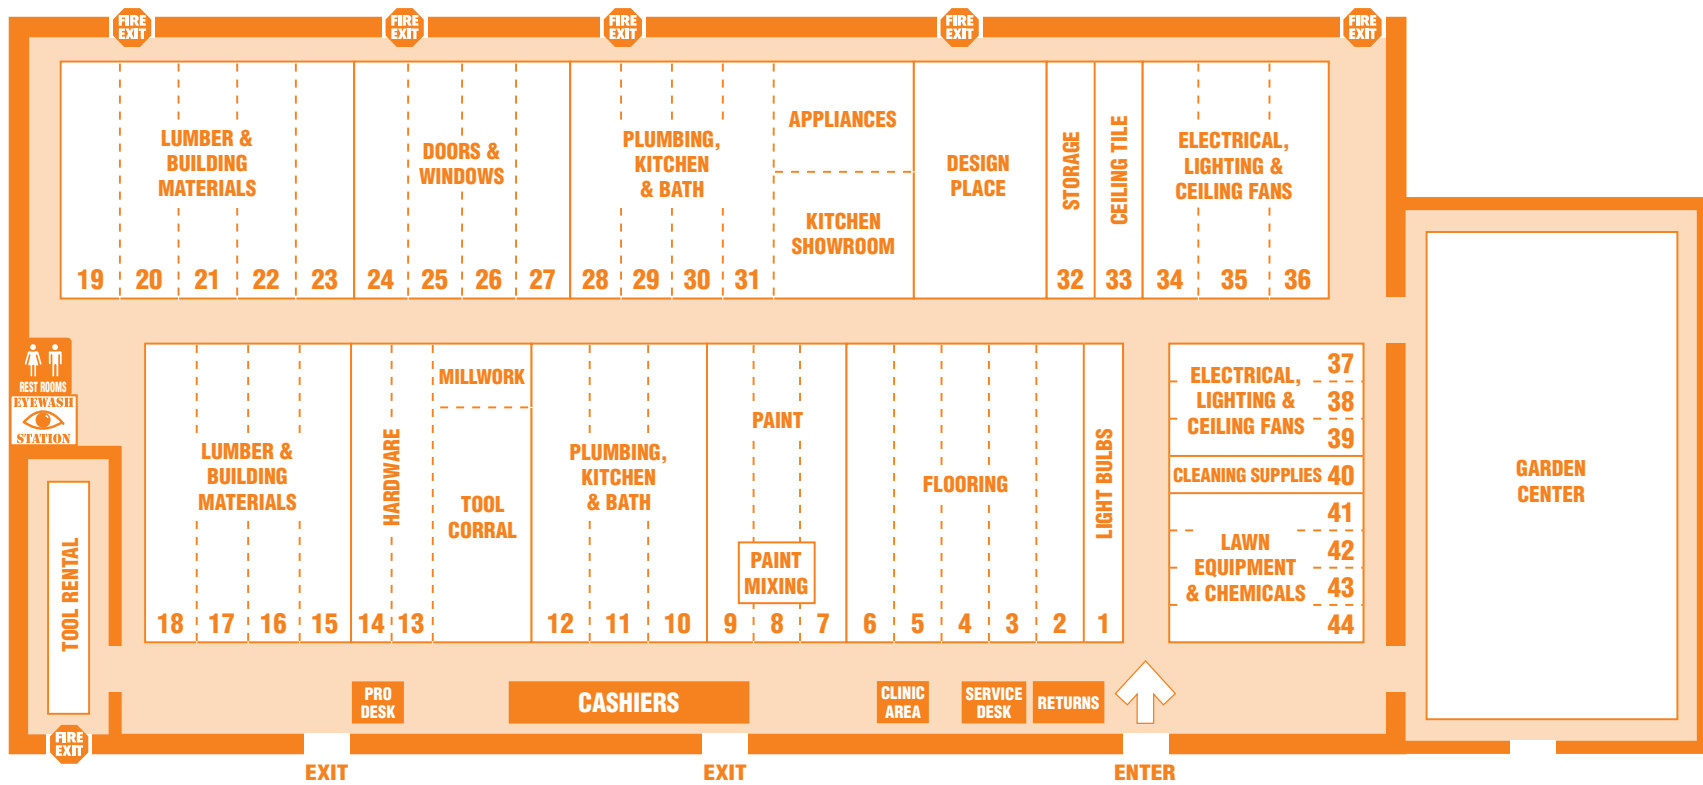 FIRE
EXIT
FIRE
EXIT
FIRE
EXIT
FIRE
EXIT
FIRE
EXIT
LUMBER &
BUILDING
MATERIALS
19 20 21 22 23
DOORS &
WINDOWS
24 25 26 27
PLUMBING,
KITCHEN
& BATH
28 29 30 31
APPLIANCES
KITCHEN
SHOWROOM
DESIGN
PLACE
STORAGE
32
CEILING TILE
33
ELECTRICAL,
LIGHTING &
CEILING FANS
34 35 36
REST ROOMS
EYEWASH
STATION
TOOL RENTAL
FIRE
EXIT
LUMBER &
BUILDING
MATERIALS
18 17 16 15
HARDWARE
14 13
MILLWORK
TOOL
CORRAL
PLUMBING,
KITCHEN
& BATH
12 11 10
PAINT
PAINT
MIXING
9 8 7
FLOORING
6 5 4 3 2
LIGHT BULBS
1
ELECTRICAL,
LIGHTING &
CEILING FANS
37
38
39
CLEANING SUPPLIES 40
LAWN
EQUIPMENT
& CHEMICALS
41
42
43
44
GARDEN
CENTER
PRO
DESK
CASHIERS
CLINIC
AREA
SERVICE
DESK
RETURNS
EXIT
EXIT
ENTER